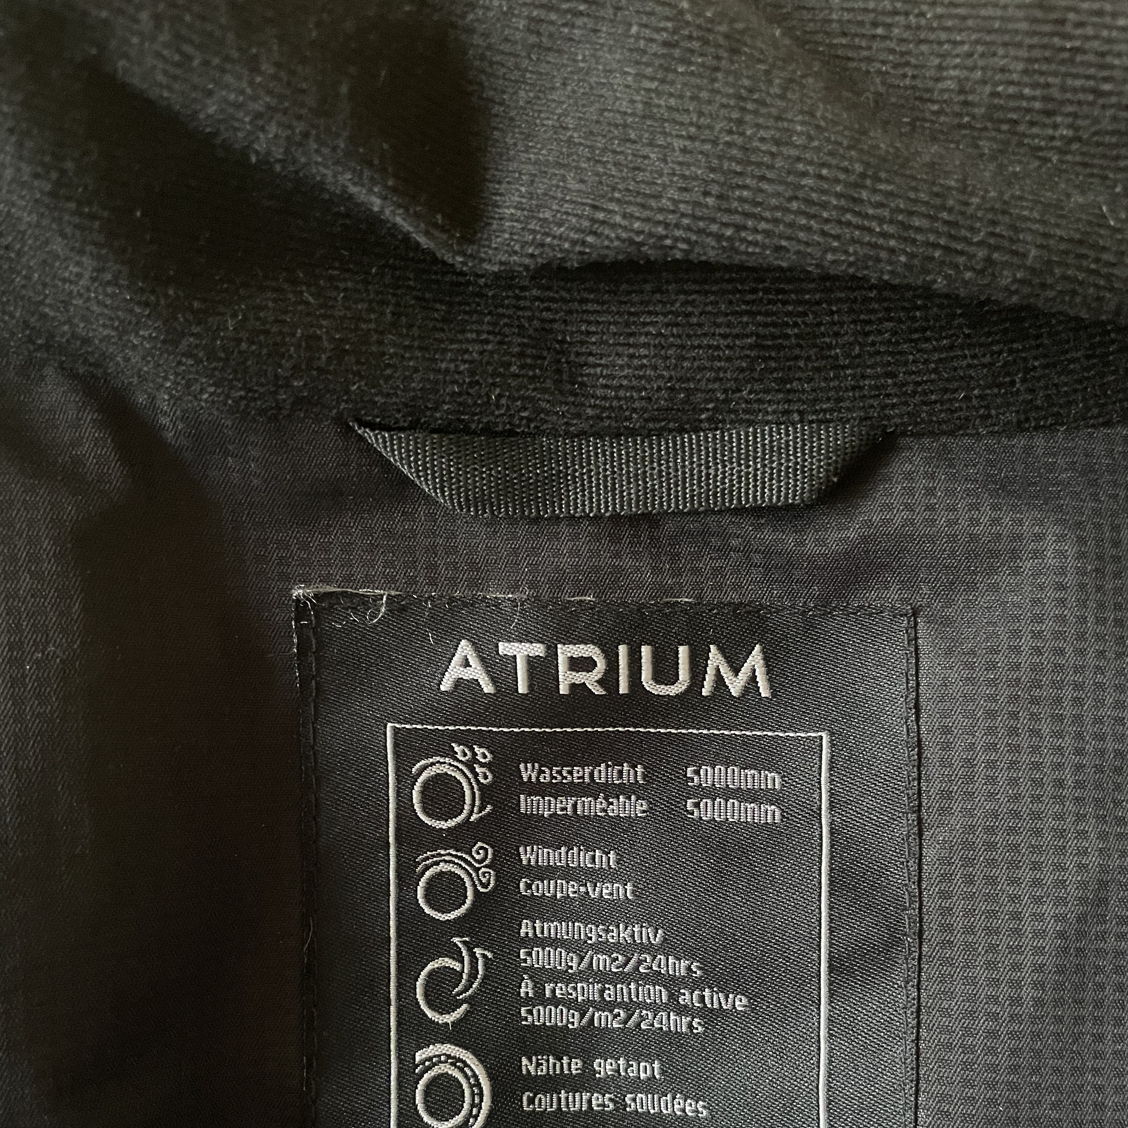 ATRIUM
Wasserdicht 5000mm
Imperméable 5000mm
Winddicht
Coupe-vent
Atmungsaktiv
5000g/m2/24hrs
À respirantion active
5000g/m2/24hrs
Nähte getapt
Coutures soudées